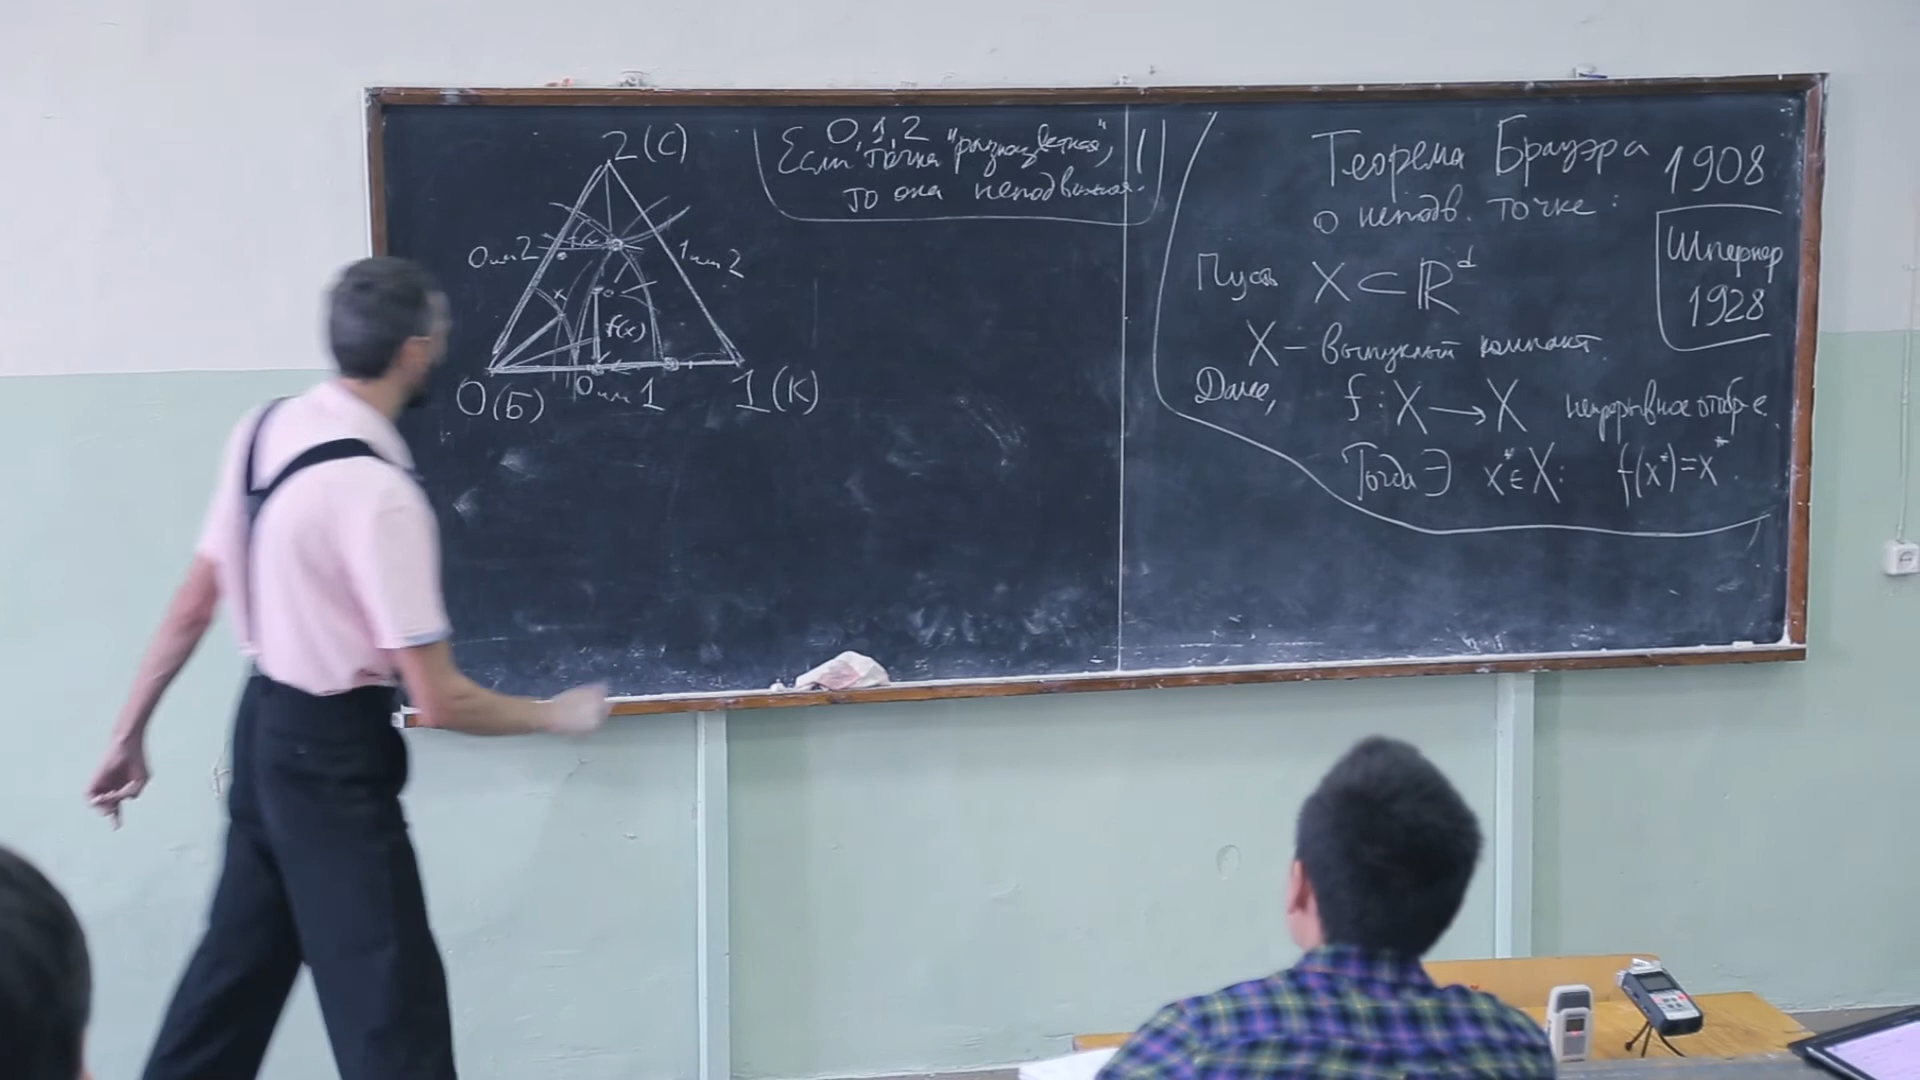 2(С)
0 или 2
1 или 2
f(x)
x
f(x)
0(Б)
0 или 1
1(К)
0,1,2
Если точка "разноцветная",
то она неподвижная.
!
Теорема Брауэра 1908
о неподв. точке:
Шпернер
1928
Пусть X ⊂ ℝᵈ
X – выпуклый компакт.
Далее, f: X → X непрерывное отобр-е
Тогда ∃ x* ∈ X: f(x*)=x*.